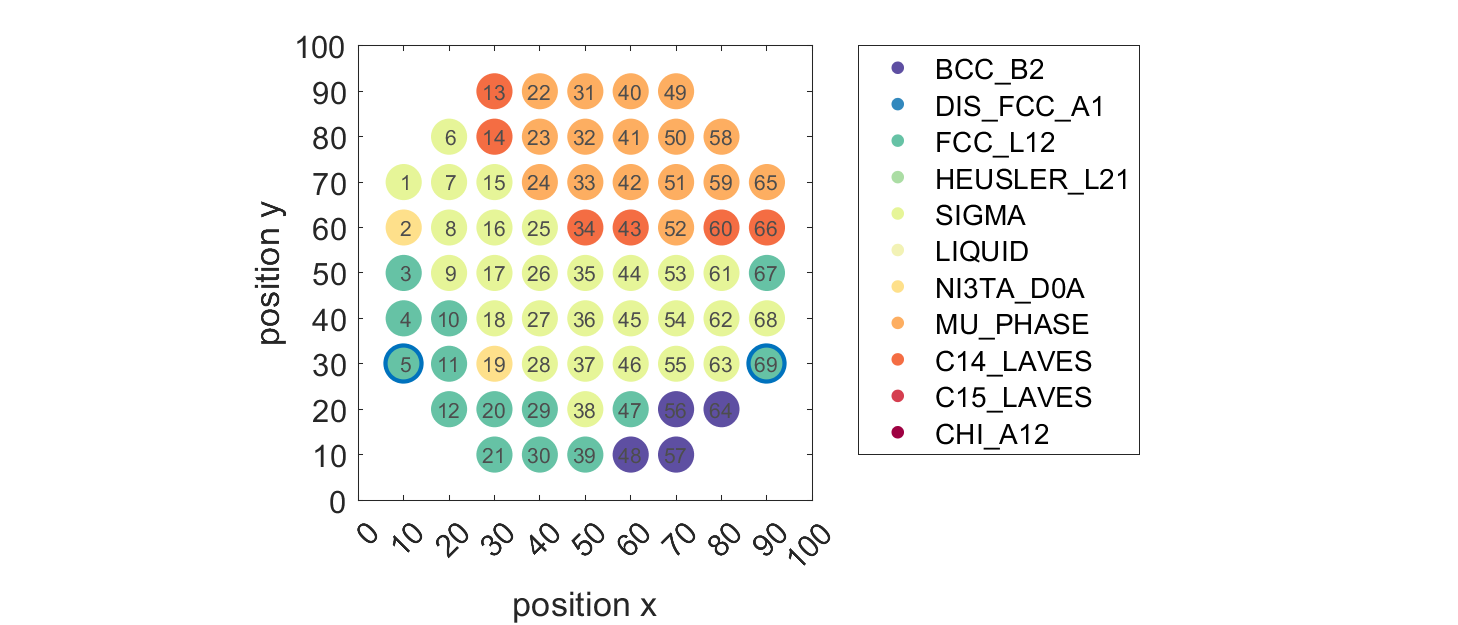 100
90 13 22 31 40 49
80 6 14 23 32 41 50 58
70 1 7 15 24 33 42 51 59 65
60 2 8 16 25 34 43 52 60 66
50 3 9 17 26 35 44 53 61 67
40 4 10 18 27 36 45 54 62 68
30 5 11 19 28 37 46 55 63 69
20 12 20 29 38 47 56 64
10 21 30 39 48 57
0
0 10 20 30 40 50 60 70 80 90 100
position x
position y
BCC_B2
DIS_FCC_A1
FCC_L12
HEUSLER_L21
SIGMA
LIQUID
NI3TA_D0A
MU_PHASE
C14_LAVES
C15_LAVES
CHI_A12